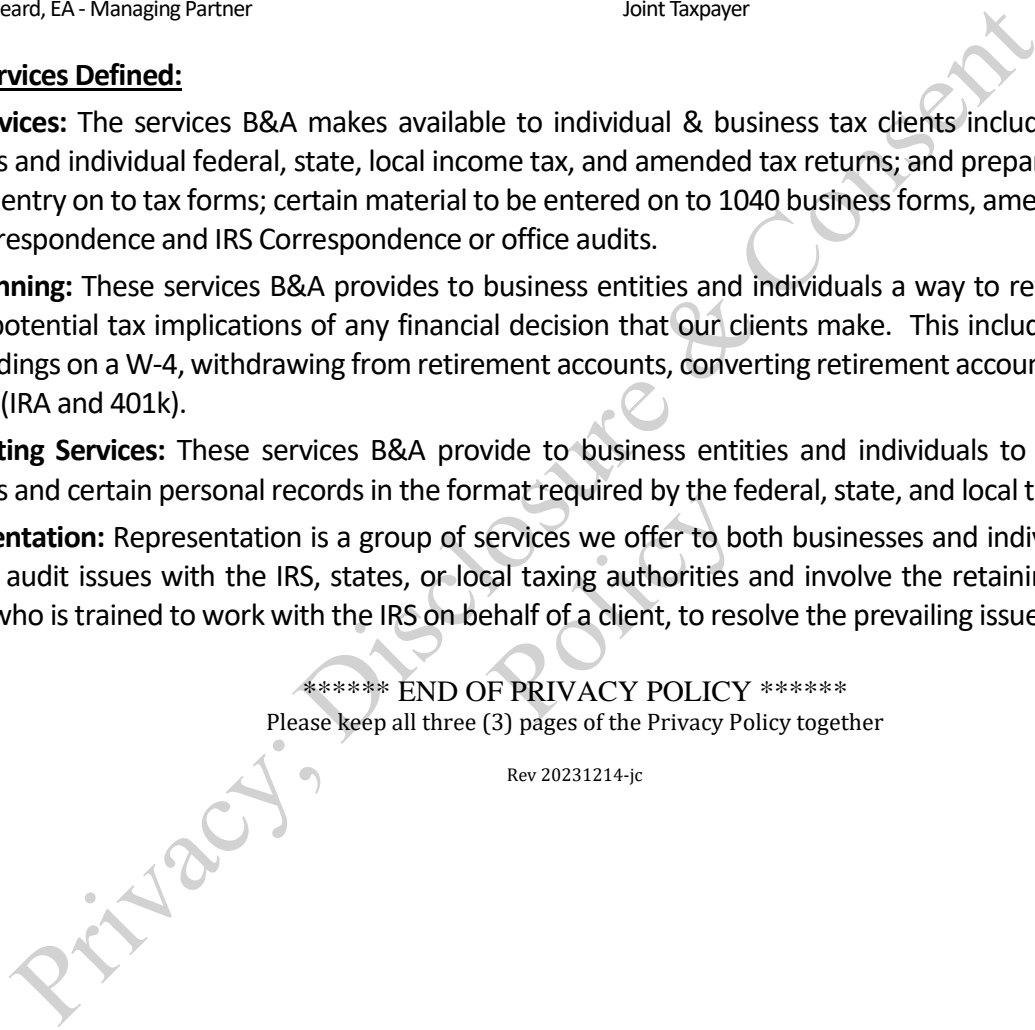 eard, EA - Managing Partner Joint Taxpayer
rvices Defined:
vices: The services B&A makes available to individual & business tax clients includ
s and individual federal, state, local income tax, and amended tax returns; and prepar
entry on to tax forms; certain material to be entered on to 1040 business forms, ame
respondence and IRS Correspondence or office audits.
nning: These services B&A provides to business entities and individuals a way to re
potential tax implications of any financial decision that our clients make. This includ
dings on a W-4, withdrawing from retirement accounts, converting retirement accoun
(IRA and 401k).
ting Services: These services B&A provide to business entities and individuals to
s and certain personal records in the format required by the federal, state, and local t
entation: Representation is a group of services we offer to both businesses and indiv
audit issues with the IRS, states, or local taxing authorities and involve the retainin
who is trained to work with the IRS on behalf of a client, to resolve the prevailing issue
****** END OF PRIVACY POLICY ******
Please keep all three (3) pages of the Privacy Policy together
Rev 20231214-jc
Privacy; Disclosure & Consent
Policy